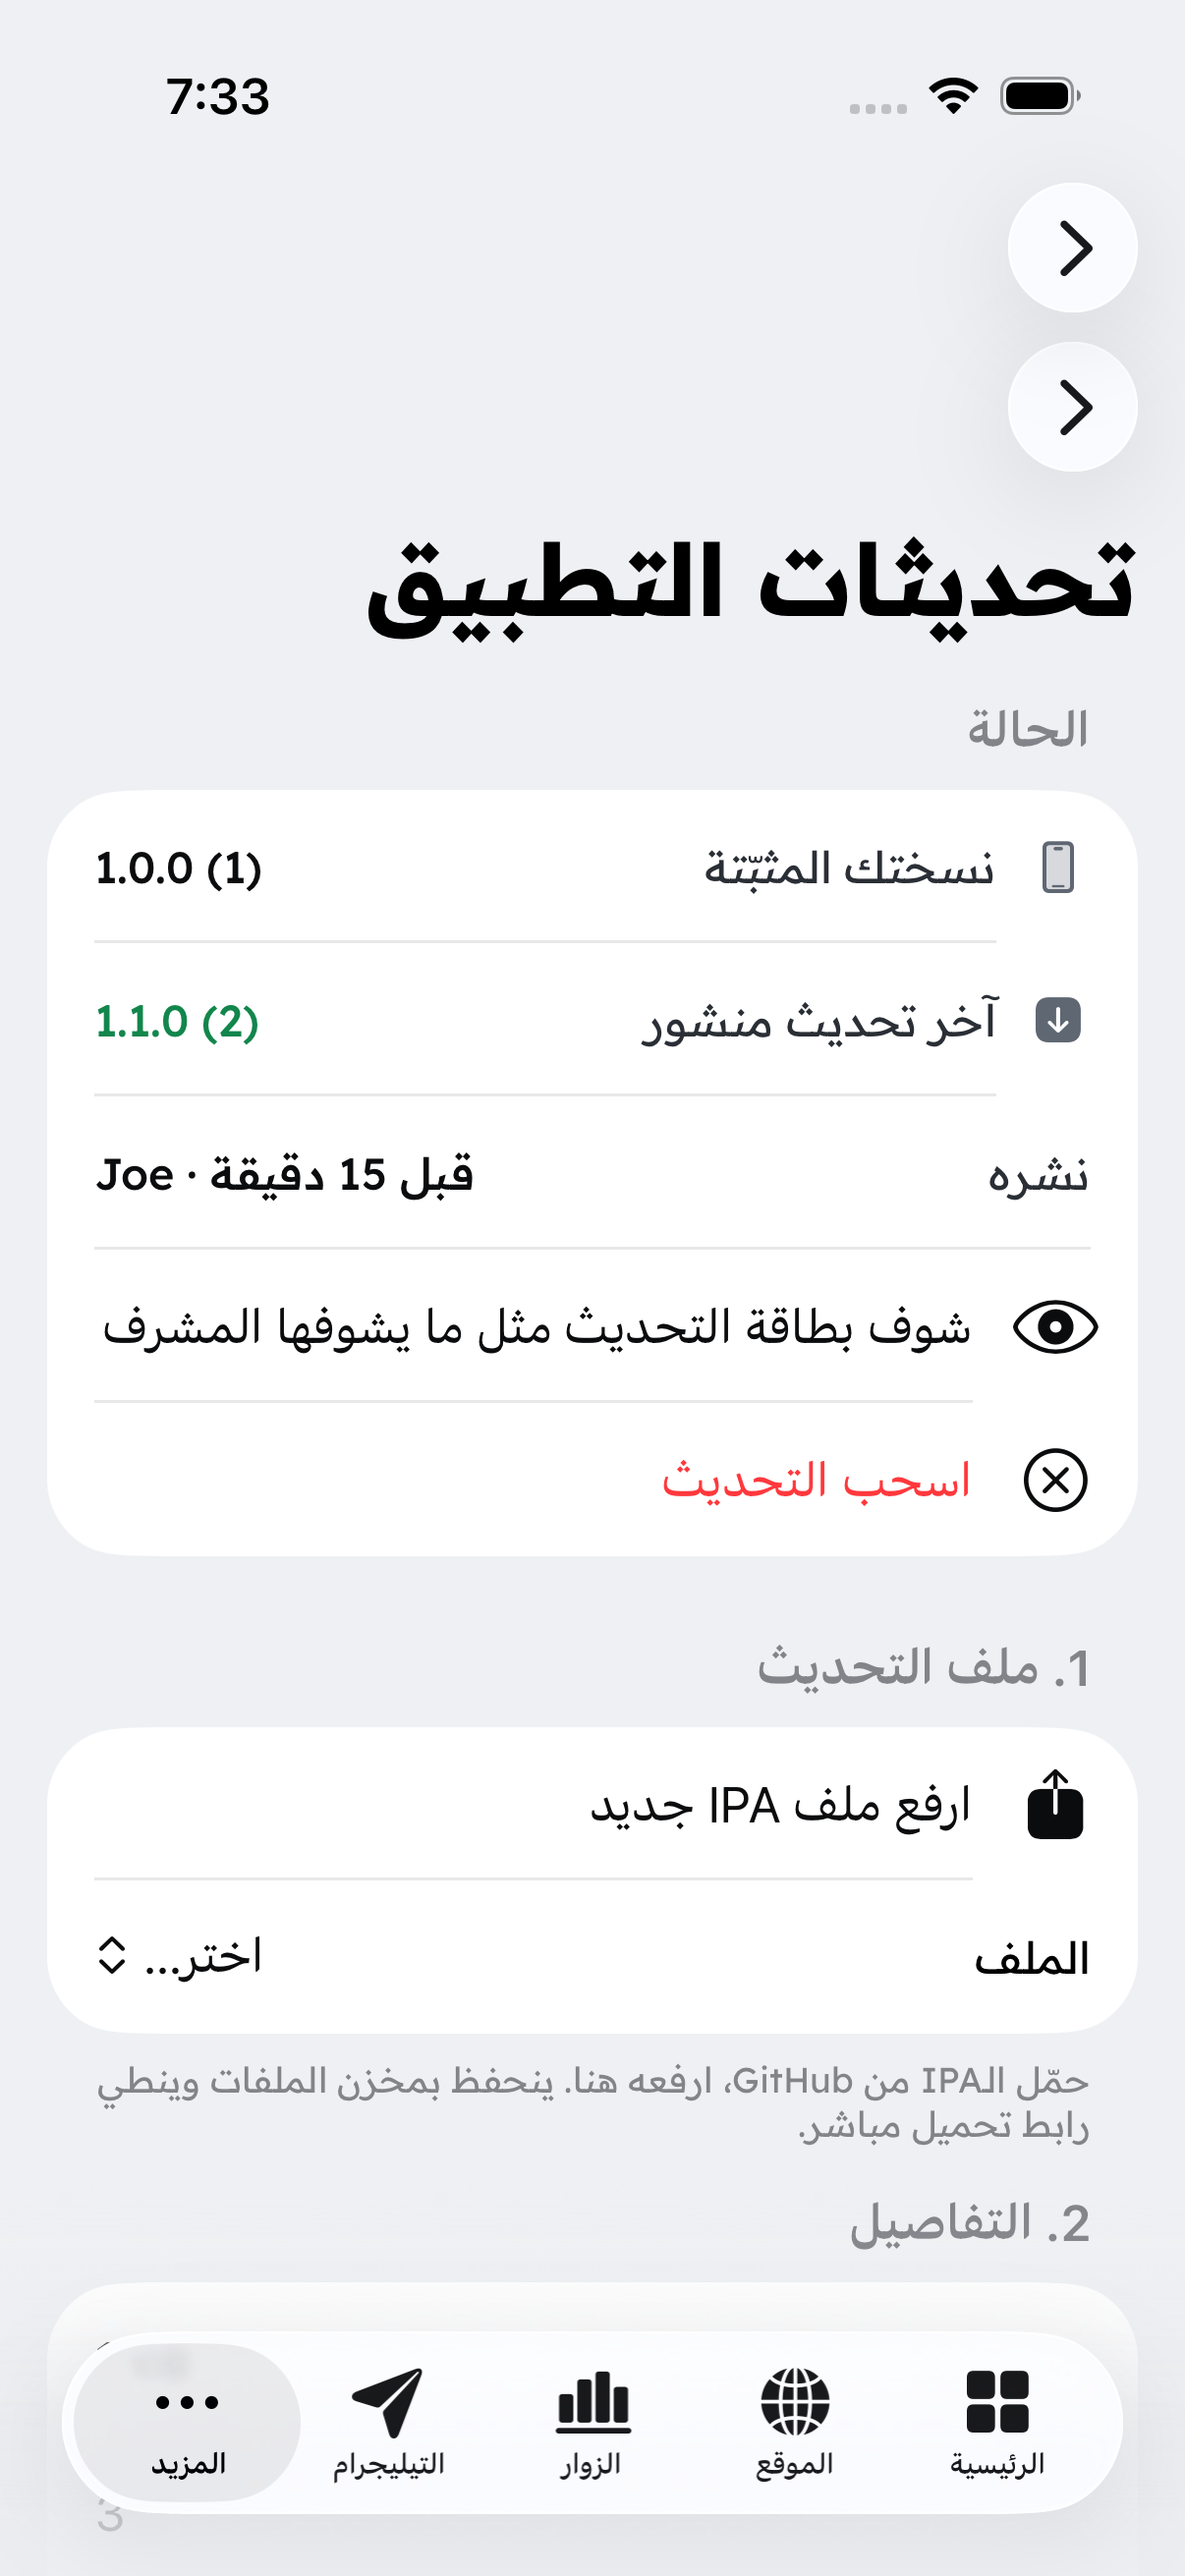 7:33
تحديثات التطبيق
الحالة
نسختك المثبّتة 1.0.0 (1)
آخر تحديث منشور 1.1.0 (2)
نشره قبل 15 دقيقة · Joe
شوف بطاقة التحديث مثل ما يشوفها المشرف
اسحب التحديث
1. ملف التحديث
ارفع ملف IPA جديد
الملف اختر...
حمّل الـIPA من GitHub، ارفعه هنا. ينحفظ بمخزن الملفات وينطي
رابط تحميل مباشر.
2. التفاصيل
الرئيسية الموقع الزوار التيليجرام المزيد
3